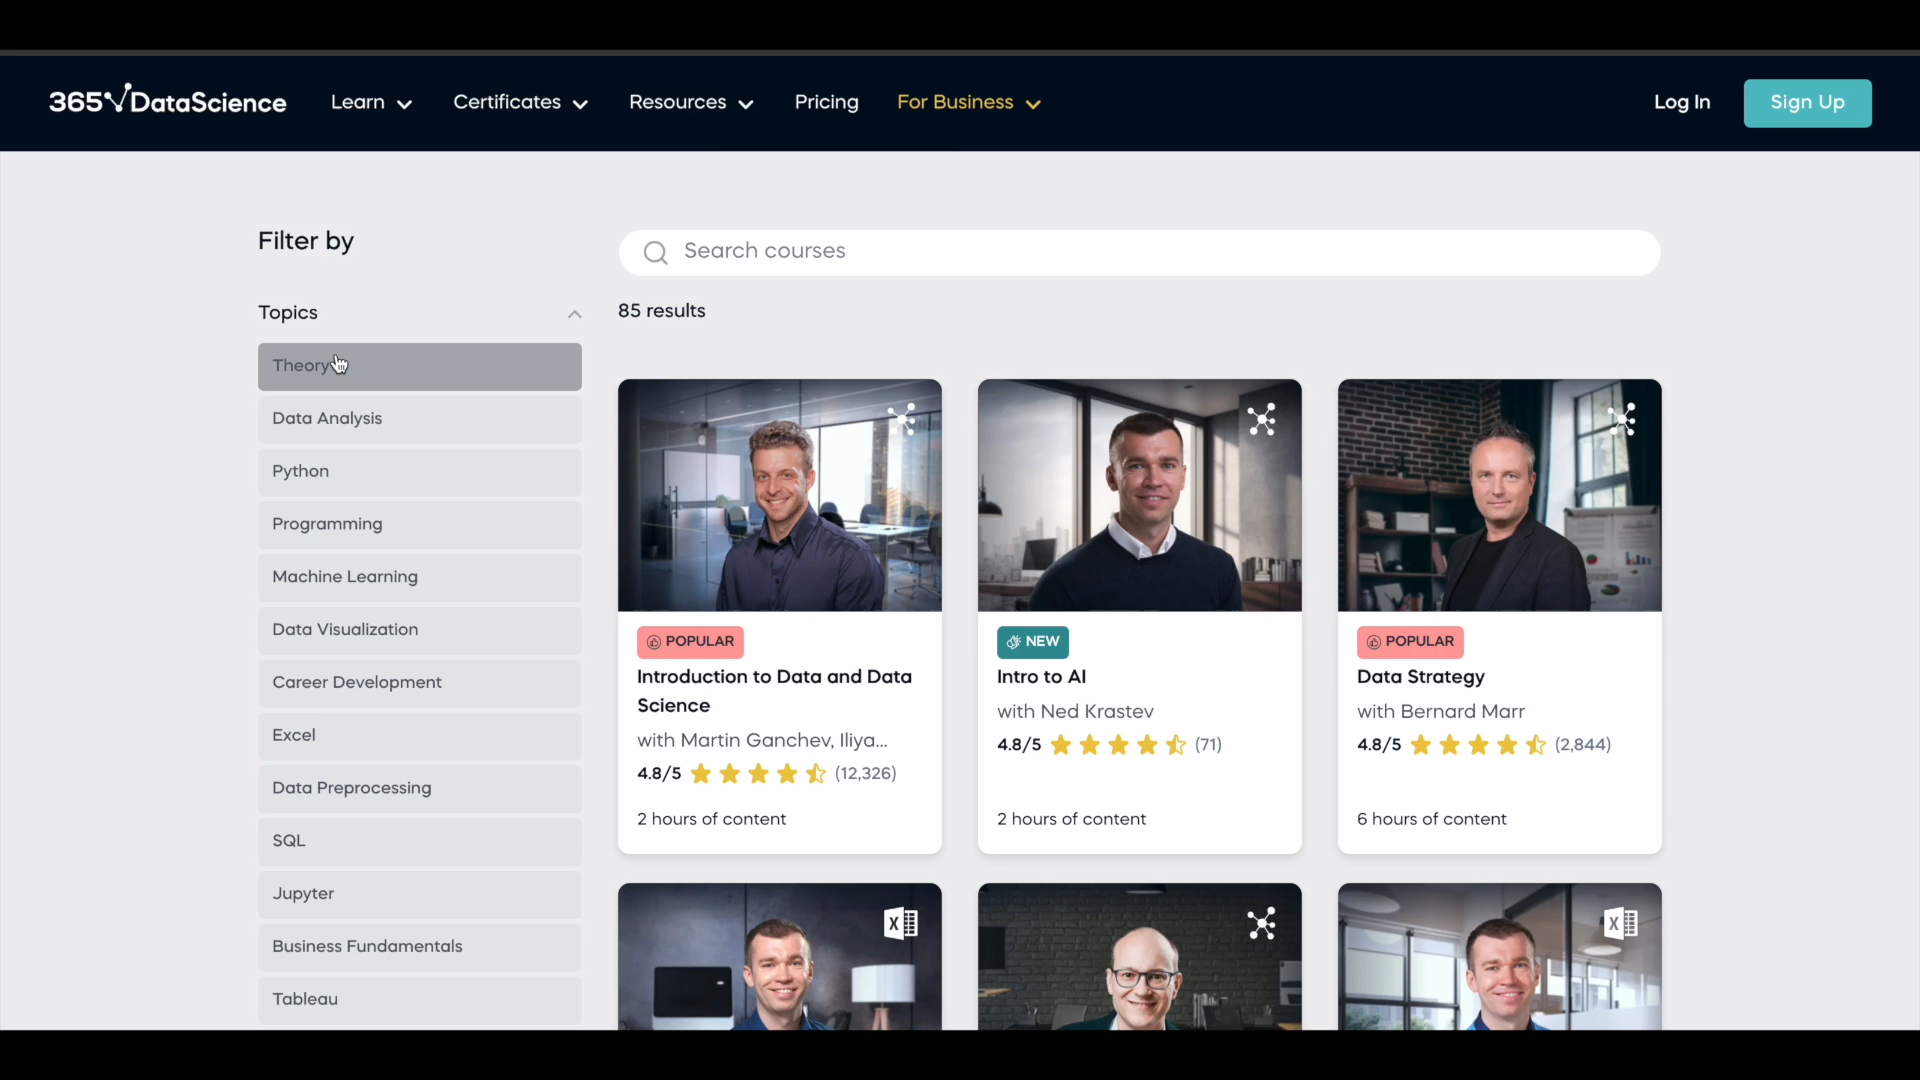 365 DataScience
Learn
Certificates
Resources
Pricing
For Business
Log In
Sign Up
Filter by
Search courses
Topics
85 results
Theory
Data Analysis
Python
Programming
Machine Learning
Data Visualization
Career Development
Excel
Data Preprocessing
SQL
Jupyter
Business Fundamentals
Tableau
POPULAR
Introduction to Data and Data
Science
with Martin Ganchev, Iliya...
4.8/5 (12,326)
2 hours of content
NEW
Intro to AI
with Ned Krastev
4.8/5 (71)
2 hours of content
POPULAR
Data Strategy
with Bernard Marr
4.8/5 (2,844)
6 hours of content
X
X